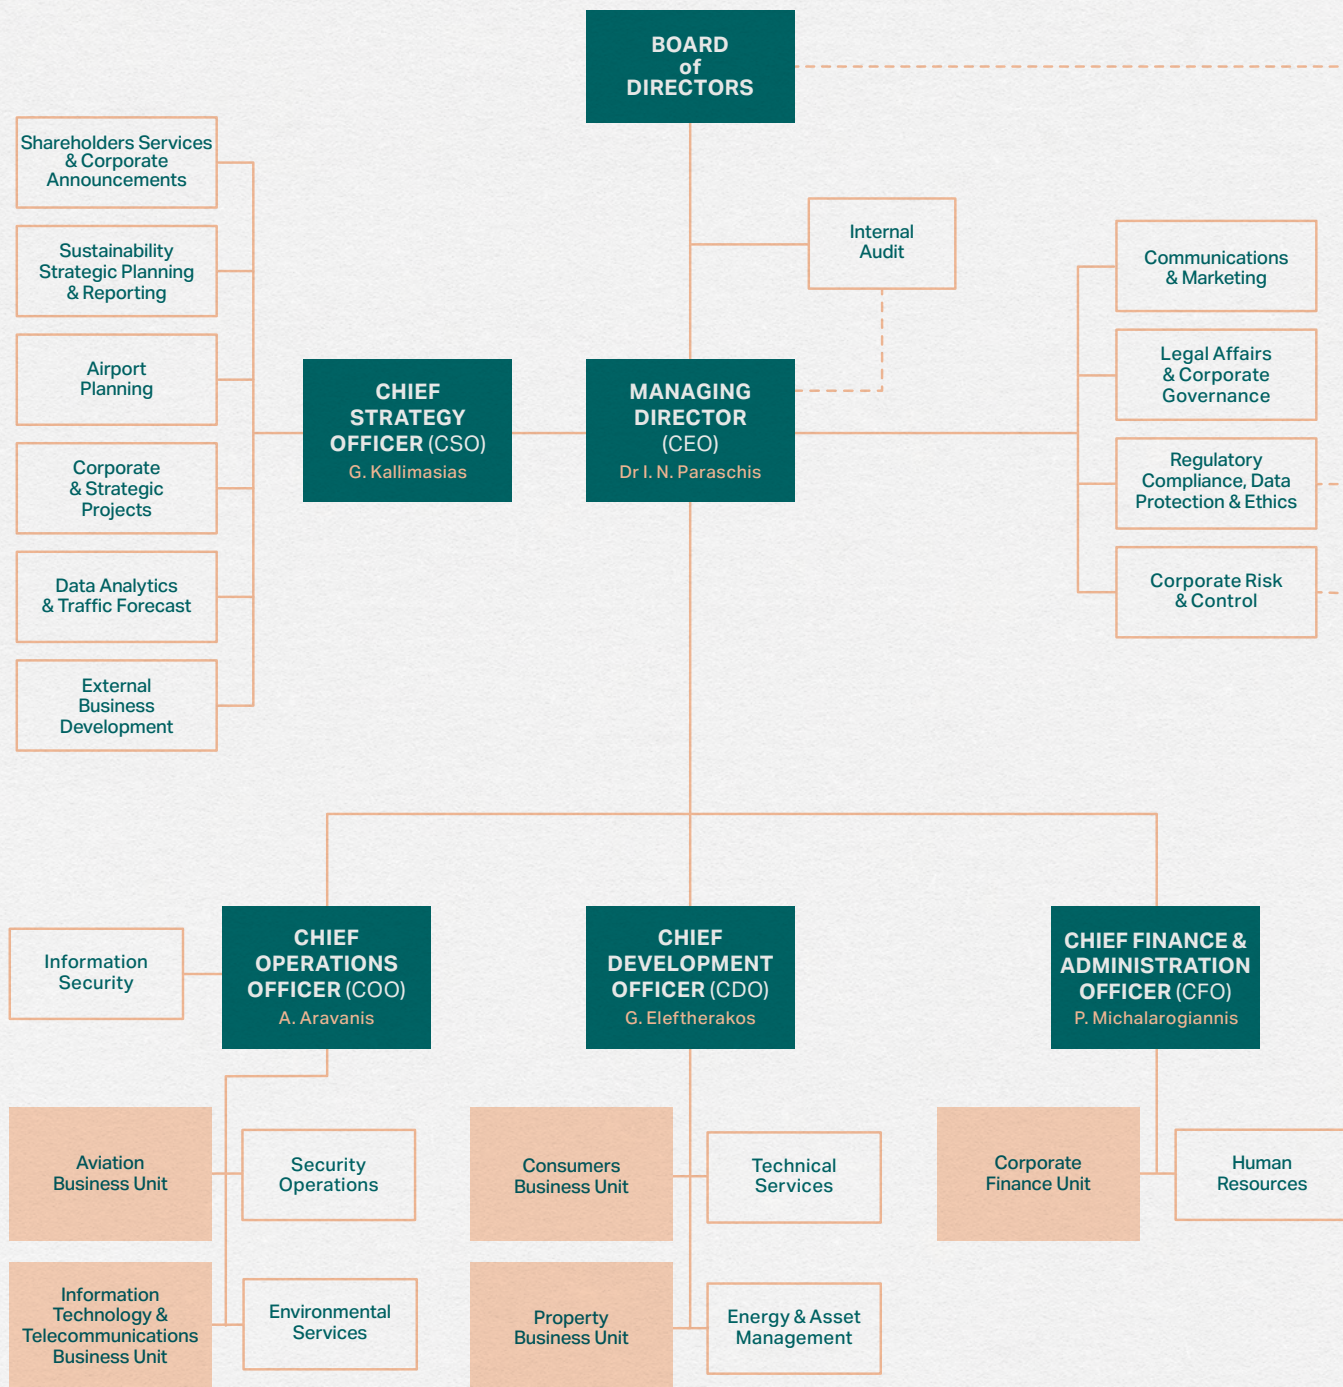 BOARD
of
DIRECTORS
Shareholders Services
& Corporate
Announcements
Sustainability
Strategic Planning
& Reporting
Airport
Planning
Corporate
& Strategic
Projects
Data Analytics
& Traffic Forecast
External
Business
Development
Internal
Audit
CHIEF
STRATEGY
OFFICER (CSO)
G. Kallimasias
MANAGING
DIRECTOR
(CEO)
Dr I. N. Paraschis
Communications
& Marketing
Legal Affairs
& Corporate
Governance
Regulatory
Compliance, Data
Protection & Ethics
Corporate Risk
& Control
Information
Security
CHIEF
OPERATIONS
OFFICER (COO)
A. Aravanis
CHIEF
DEVELOPMENT
OFFICER (CDO)
G. Eleftherakos
CHIEF FINANCE &
ADMINISTRATION
OFFICER (CFO)
P. Michalarogiannis
Aviation
Business Unit
Security
Operations
Information
Technology &
Telecommunications
Business Unit
Environmental
Services
Consumers
Business Unit
Technical
Services
Property
Business Unit
Energy & Asset
Management
Corporate
Finance Unit
Human
Resources